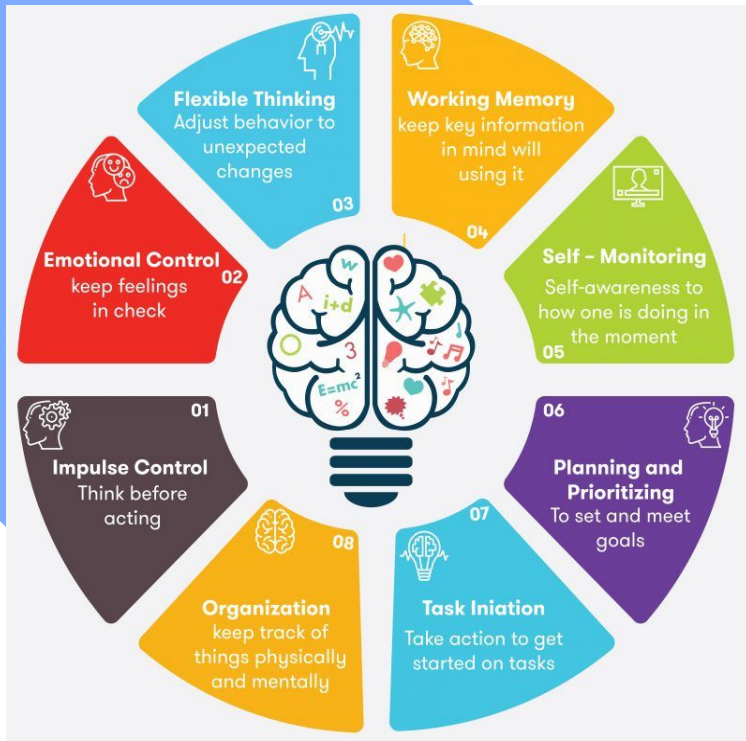 01
Impulse Control
Think before
acting
Emotional Control
02
keep feelings
in check
Flexible Thinking
Adjust behavior to
unexpected
changes
03
Working Memory
keep key information
in mind will
using it
04
Self - Monitoring
Self-awareness to
how one is doing in
the moment
05
06
Planning and
Prioritizing
To set and meet
goals
07
Task Iniation
Take action to get
started on tasks
08
Organization
keep track of
things physically
and mentally
W
A
i+d
3
E=mc²
%